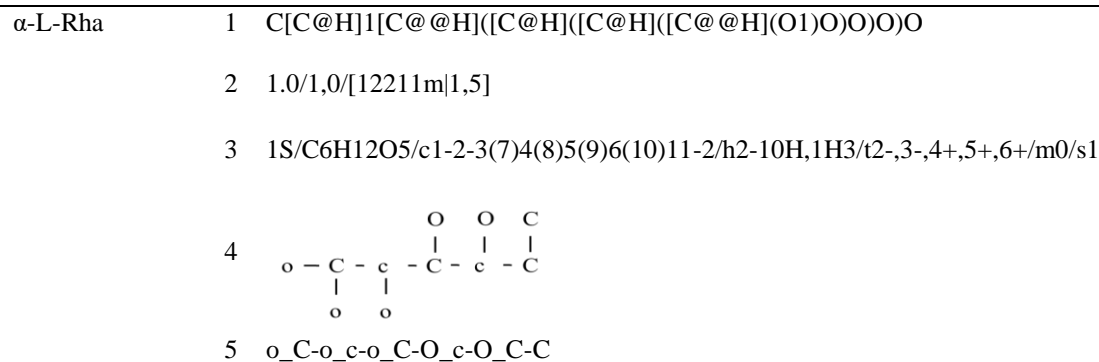 α-L-Rha 1 C[C@H]1[C@@H]([C@H]([C@H]([C@@H](O1)O)O)O)O
2 1.0/1,0/[12211m|1,5]
3 1S/C6H12O5/c1-2-3(7)4(8)5(9)6(10)11-2/h2-10H,1H3/t2-,3-,4+,5+,6+/m0/s1
O O C
| | |
4 o – C - c - C - c - C
| |
o o
5 o_C-o_c-o_C-O_c-O_C-C